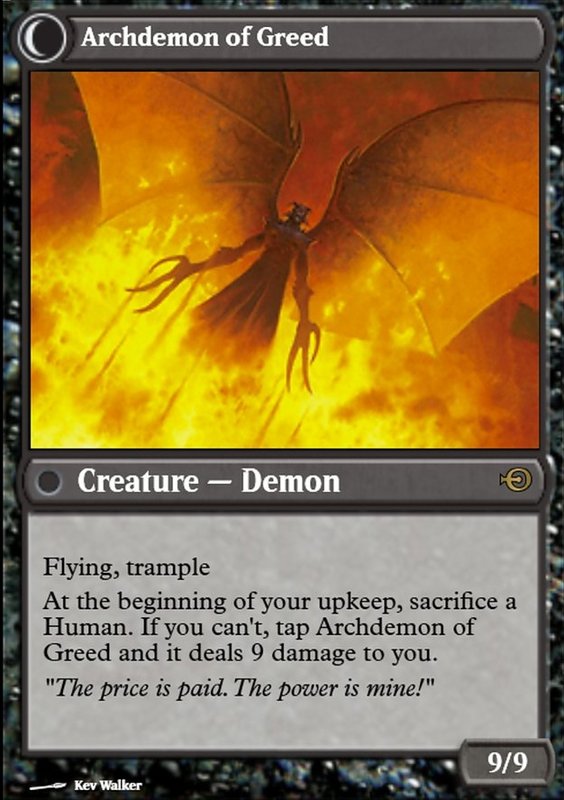 Archdemon of Greed
Creature — Demon
Flying, trample
At the beginning of your upkeep, sacrifice a
Human. If you can't, tap Archdemon of
Greed and it deals 9 damage to you.
"The price is paid. The power is mine!"
9/9
Kev Walker